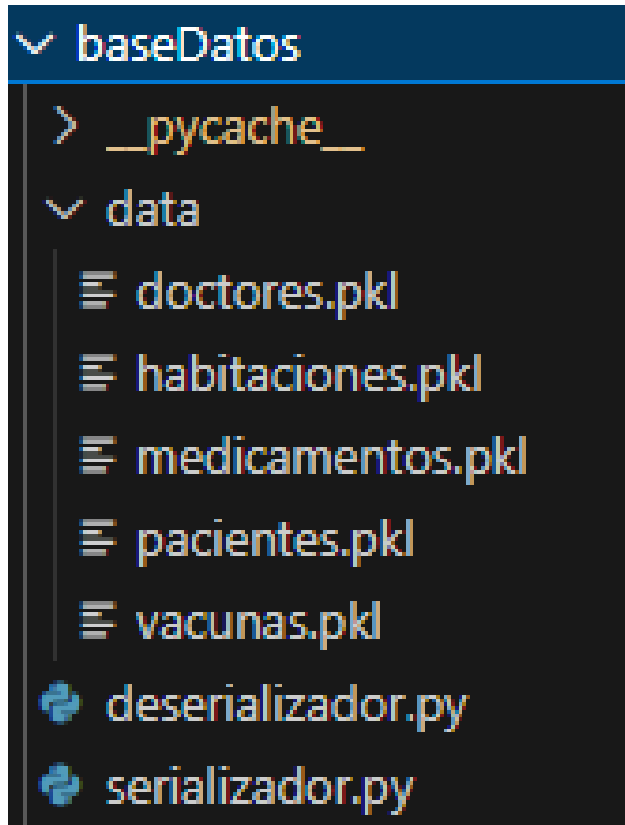 baseDatos
__pycache__
data
doctores.pkl
habitaciones.pkl
medicamentos.pkl
pacientes.pkl
vacunas.pkl
deserializador.py
serializador.py